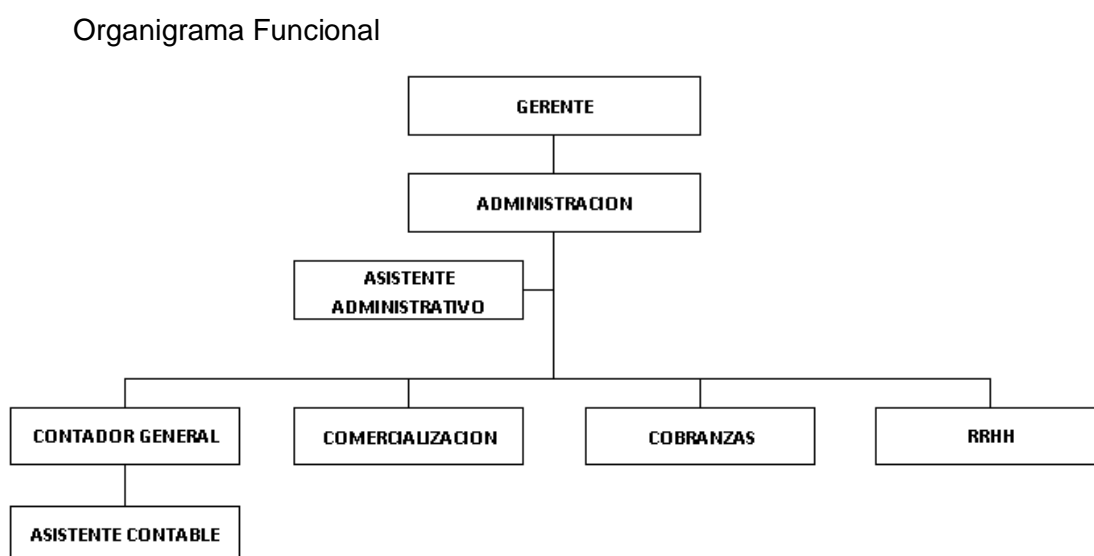 Organigrama Funcional
GERENTE
ADMINISTRACION
ASISTENTE
ADMINISTRATIVO
CONTADOR GENERAL
COMERCIALIZACION
COBRANZAS
RRHH
ASISTENTE CONTABLE